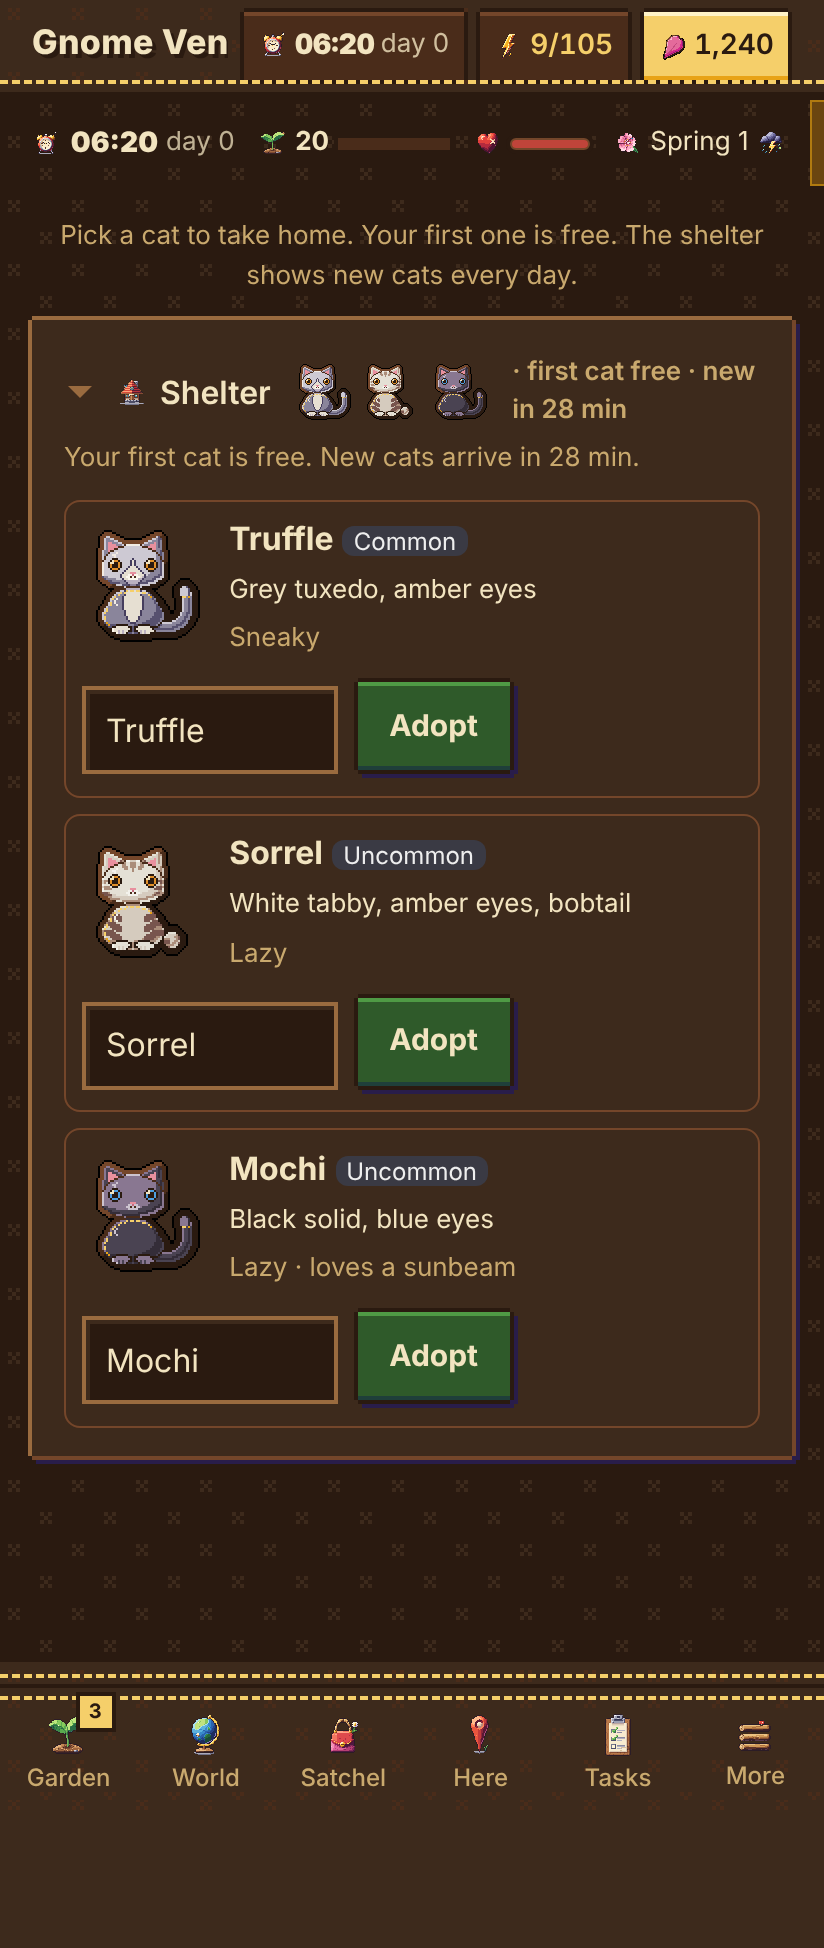 Gnome Ven
06:20 day 0
9/105
1,240
06:20 day 0
20
Spring 1
Pick a cat to take home. Your first one is free. The shelter
shows new cats every day.
Shelter
· first cat free · new
in 28 min
Your first cat is free. New cats arrive in 28 min.
Truffle Common
Grey tuxedo, amber eyes
Sneaky
Truffle
Adopt
Sorrel Uncommon
White tabby, amber eyes, bobtail
Lazy
Sorrel
Adopt
Mochi Uncommon
Black solid, blue eyes
Lazy · loves a sunbeam
Mochi
Adopt
3
Garden
World
Satchel
Here
Tasks
More